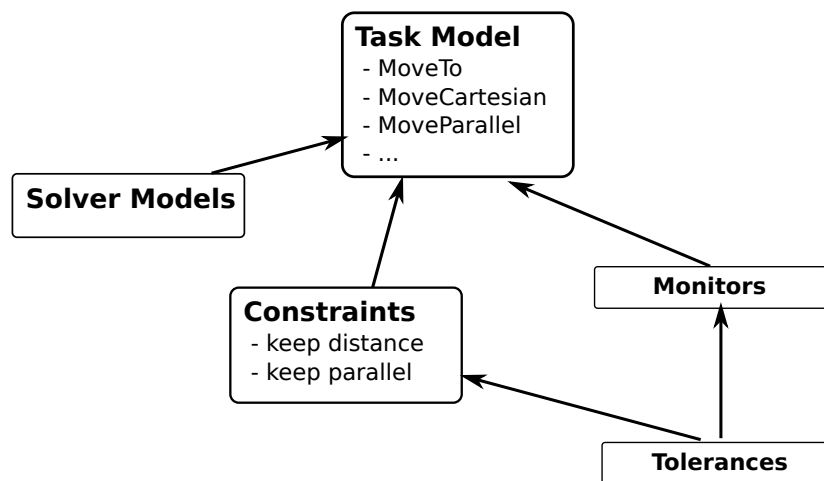 Task Model
- MoveTo
- MoveCartesian
- MoveParallel
- ...
Solver Models
Monitors
Constraints
- keep distance
- keep parallel
Tolerances